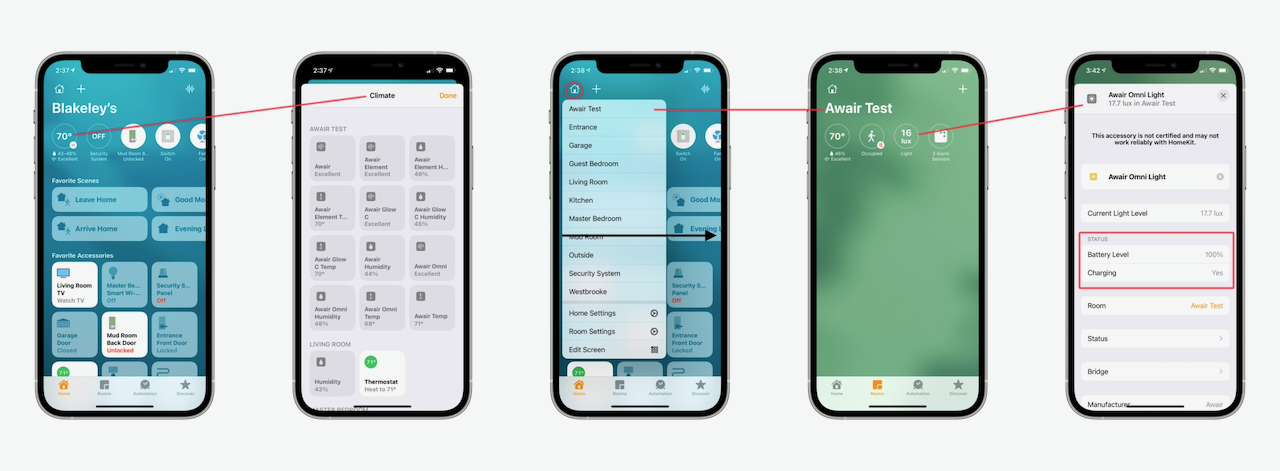 2:37
Blakeley's
70°
43–46%
Excellent
OFF
Security
System
Mud Room B...
Unlocked
Switch
On
Favorite Scenes
Leave Home
Good Mo
Arrive Home
Evening L
Favorite Accessories
Living Room
TV
Watch TV
Master Be...
Smart Wi-...
Off
Security S...
Panel
Off
Garage
Door
Closed
Mud Room
Back Door
Unlocked
Entrance
Front Door
Locked
71°
Home
Rooms
Automation
Discover
2:37
Climate
Done
AWAIR TEST
Awair
Excellent
Awair
Element
Excellent
Awair
Element H...
46%
Awair
Element T...
70°
Awair Glow
C
Excellent
Awair Glow
C Humidity
45%
Awair Glow
C Temp
70°
Awair
Humidity
44%
Awair Omni
Excellent
Awair Omni
Humidity
48%
Awair Omni
Temp
68°
Awair Temp
71°
LIVING ROOM
Humidity
43%
71°
Thermostat
Heat to 71°
MASTER BEDROOM
2:38
Awair Test
Entrance
Garage
Guest Bedroom
Living Room
Kitchen
Master Bedroom
Mud Room
Outside
Security System
Westbrooke
Home Settings
Room Settings
Edit Screen
Switch
On
Good Mo
Evening L
Security S...
Panel
Off
Entrance
Front Door
Locked
71°
Home
Rooms
Automation
Discover
2:38
Awair Test
70°
46%
Excellent
Occupied
16
lux
Light
3 Alarm
Sensors
Home
Rooms
Automation
Discover
3:42
Awair Omni Light
17.7 lux in Awair Test
This accessory is not certified and may not
work reliably with HomeKit.
Awair Omni Light
Current Light Level 17.7 lux
STATUS
Battery Level 100%
Charging Yes
Room Awair Test
Status
Bridge
Manufacturer Awair